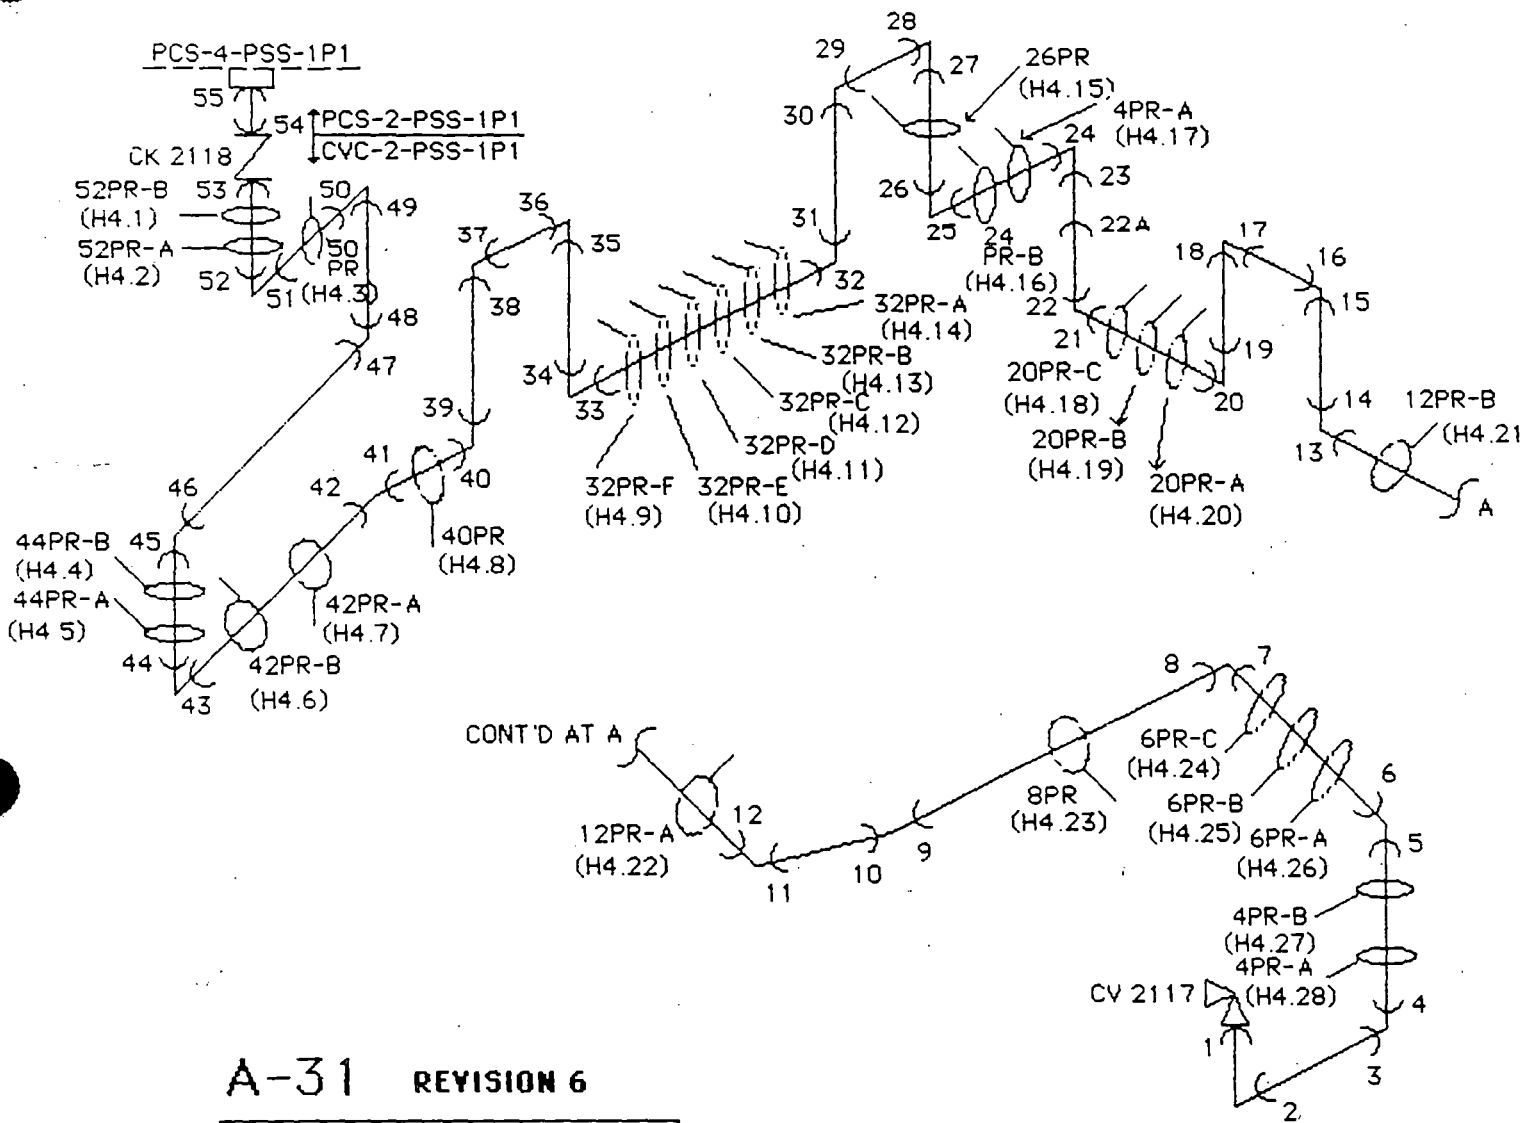 PCS-4-PSS-1P1
55
54
PCS-2-PSS-1P1
CVC-2-PSS-1P1
CK 2118
53
52PR-B
(H4.1)
52PR-A
(H4.2)
52
51
50
50
PR
(H4.3)
49
48
47
46
45
44PR-B
(H4.4)
44PR-A
(H4 5)
44
43
42PR-B
(H4.6)
42PR-A
(H4.7)
42
41
40
40PR
(H4.8)
39
38
37
36
35
34
33
32PR-F
(H4.9)
32PR-E
(H4.10)
32PR-D
(H4.11)
32PR-C
(H4.12)
32PR-B
(H4.13)
32PR-A
(H4.14)
32
31
30
29
28
27
26PR
(H4.15)
26
25
24
PR-B
(H4.16)
4PR-A
(H4.17)
24
23
22A
22
21
20PR-C
(H4.18)
20PR-B
(H4.19)
20PR-A
(H4.20)
20
19
18
17
16
15
14
13
12PR-B
(H4.21
A
CONT'D AT A
12PR-A
(H4.22)
12
11
10
9
8PR
(H4.23)
8
7
6PR-C
(H4.24)
6PR-B
(H4.25)
6PR-A
(H4.26)
6
5
4PR-B
(H4.27)
4PR-A
(H4.28)
4
3
2
1
CV 2117
A-31 REVISION 6